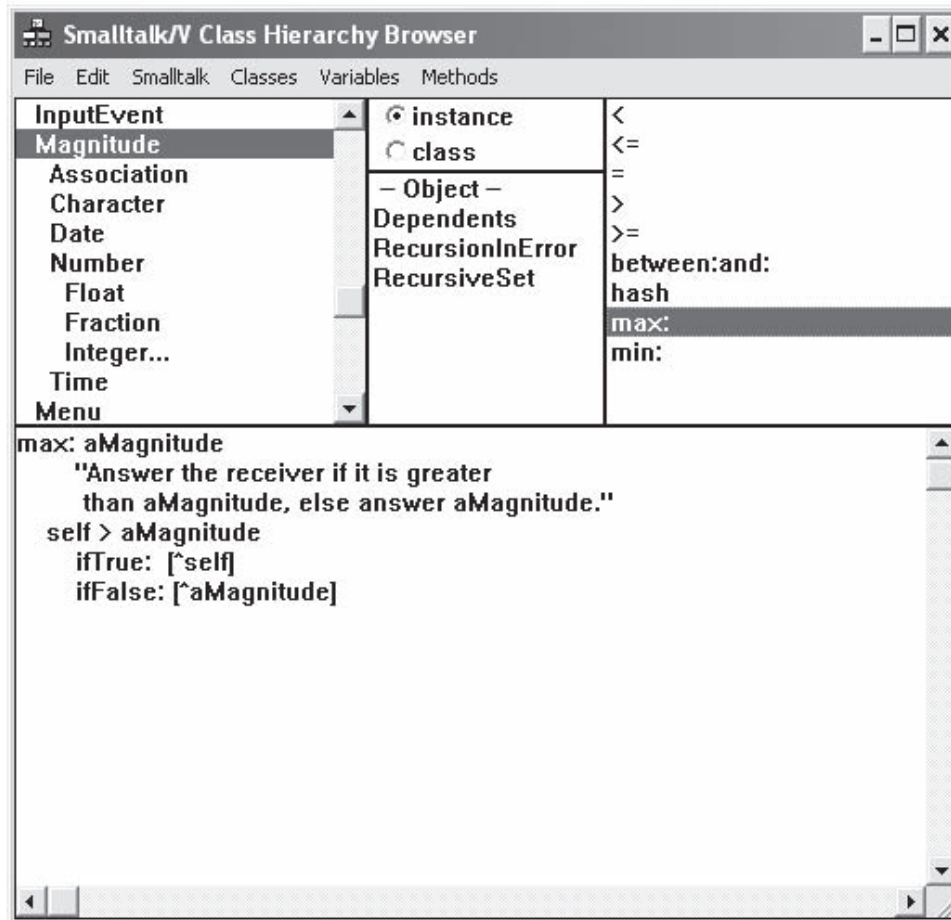 Smalltalk/V Class Hierarchy Browser
File Edit Smalltalk Classes Variables Methods
InputEvent
Magnitude
Association
Character
Date
Number
Float
Fraction
Integer...
Time
Menu
instance
class
– Object –
Dependents
RecursionInError
RecursiveSet
<
<=
=
>
>=
between:and:
hash
max:
min:
max: aMagnitude
"Answer the receiver if it is greater
than aMagnitude, else answer aMagnitude."
self > aMagnitude
ifTrue: [^self]
ifFalse: [^aMagnitude]